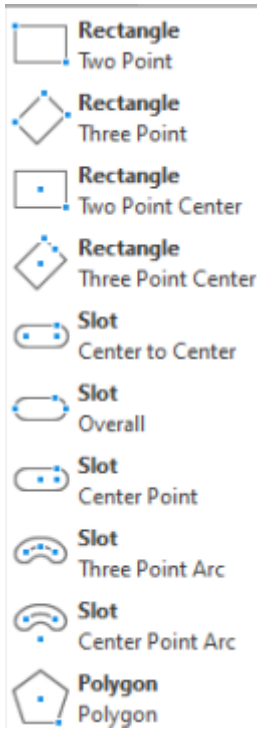 Rectangle
Two Point
Rectangle
Three Point
Rectangle
Two Point Center
Rectangle
Three Point Center
Slot
Center to Center
Slot
Overall
Slot
Center Point
Slot
Three Point Arc
Slot
Center Point Arc
Polygon
Polygon